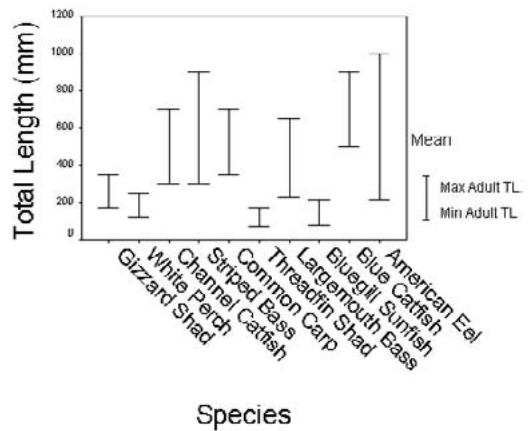 Total Length (mm)
1200
1000
800
600
400
200
0
Gizzard Shad
White Perch
Channel Catfish
Striped Bass
Common Carp
Threadfin Shad
Largemouth Bass
Bluegill Sunfish
Blue Catfish
American Eel
Species
Mean
Max Adult TL.
Min Adult TL